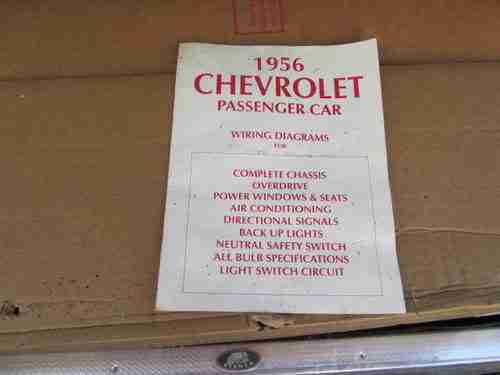 1956
CHEVROLET
PASSENGER CAR
WIRING DIAGRAMS
FOR
COMPLETE CHASSIS
OVERDRIVE
POWER WINDOWS & SEATS
AIR CONDITIONING
DIRECTIONAL SIGNALS
BACK UP LIGHTS
NEUTRAL SAFETY SWITCH
ALL BULB SPECIFICATIONS
LIGHT SWITCH CIRCUIT